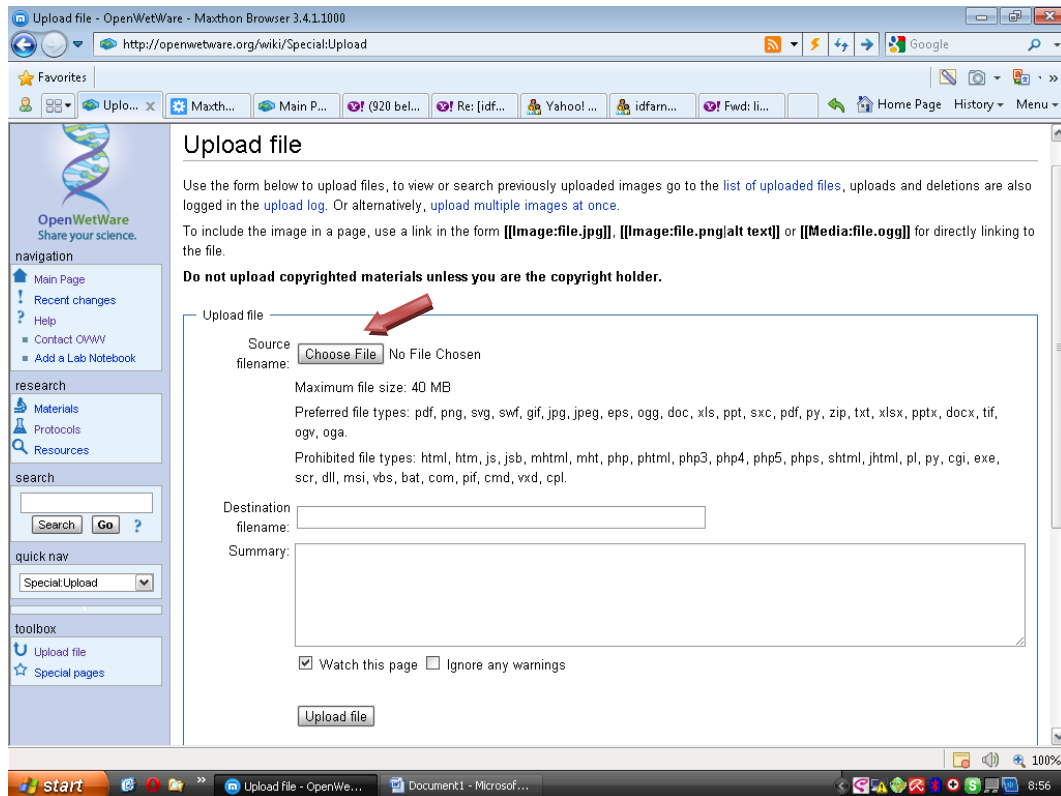 Upload file - OpenWetWare - Maxthon Browser 3.4.1.1000
http://openwetware.org/wiki/Special:Upload
Google
Favorites
Uplo... x
Maxth...
Main P...
(920 bel...
Re: [idf...
Yahoo! ...
idfarn...
Fwd: li...
Home Page History Menu
Upload file
Use the form below to upload files, to view or search previously uploaded images go to the list of uploaded files, uploads and deletions are also
logged in the upload log. Or alternatively, upload multiple images at once.
To include the image in a page, use a link in the form [[Image:file.jpg]], [[Image:file.png|alt text]] or [[Media:file.ogg]] for directly linking to
the file.
Do not upload copyrighted materials unless you are the copyright holder.
OpenWetWare
Share your science.
navigation
Main Page
Recent changes
Help
Contact OWW
Add a Lab Notebook
research
Materials
Protocols
Resources
search
Search Go ?
quick nav
Special:Upload
toolbox
Upload file
Special pages
Upload file
Source
filename:
Choose File No File Chosen
Maximum file size: 40 MB
Preferred file types: pdf, png, svg, swf, gif, jpg, jpeg, eps, ogg, doc, xls, ppt, sxc, pdf, py, zip, txt, xlsx, pptx, docx, tif,
ogv, oga.
Prohibited file types: html, htm, js, jsb, mhtml, mht, php, phtml, php3, php4, php5, phps, shtml, jhtml, pl, py, cgi, exe,
scr, dll, msi, vbs, bat, com, pif, cmd, vxd, cpl.
Destination
filename:
Summary:
Watch this page Ignore any warnings
Upload file
100%
start
Upload file - OpenWe...
Document1 - Microsof...
8:56